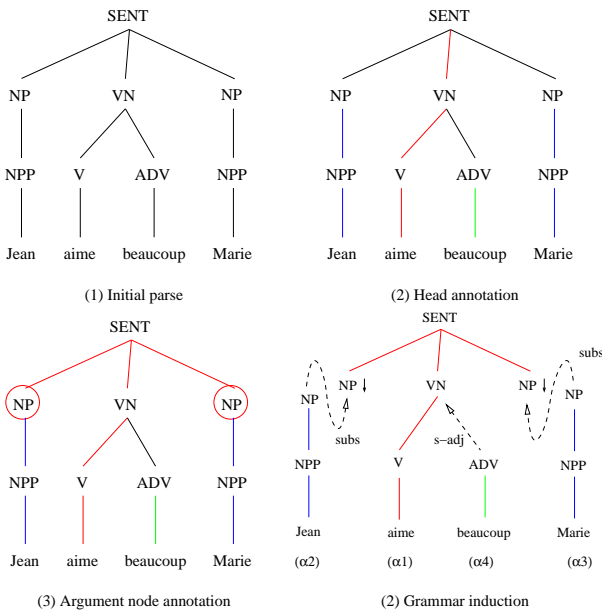 SENT
NP VN NP
NPP V ADV NPP
Jean aime beaucoup Marie
(1) Initial parse
SENT
NP VN NP
NPP V ADV NPP
Jean aime beaucoup Marie
(2) Head annotation
SENT
NP VN NP
NPP V ADV NPP
Jean aime beaucoup Marie
(3) Argument node annotation
SENT
subs
NP NP↓ VN NP↓ NP
subs s-adj
NPP V ADV NPP
Jean aime beaucoup Marie
(α2) (α1) (α4) (α3)
(2) Grammar induction